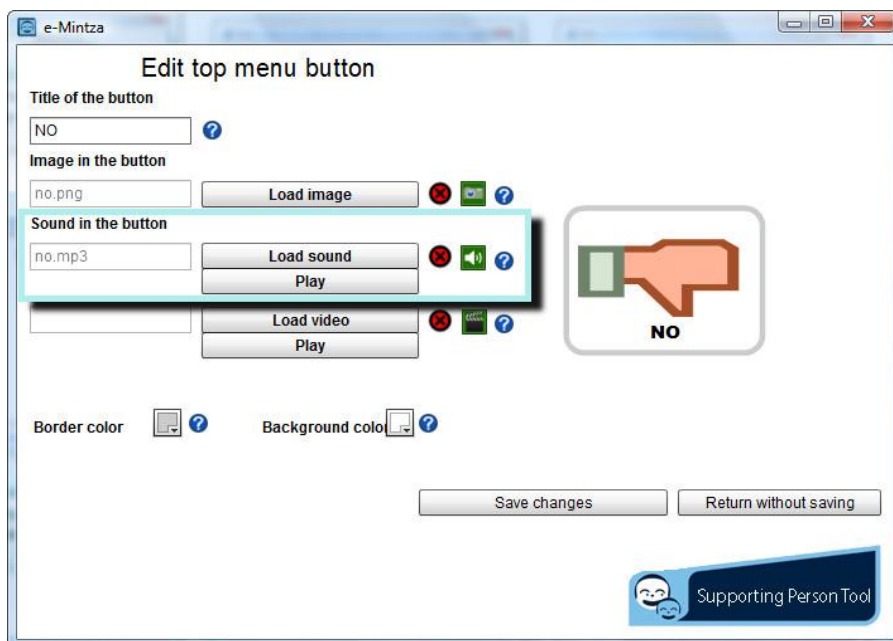 e-Mintza
Edit top menu button
Title of the button
NO
Image in the button
no.png
Load image
Sound in the button
no.mp3
Load sound
Play
Load video
Play
NO
Border color
Background color
Save changes
Return without saving
Supporting Person Tool